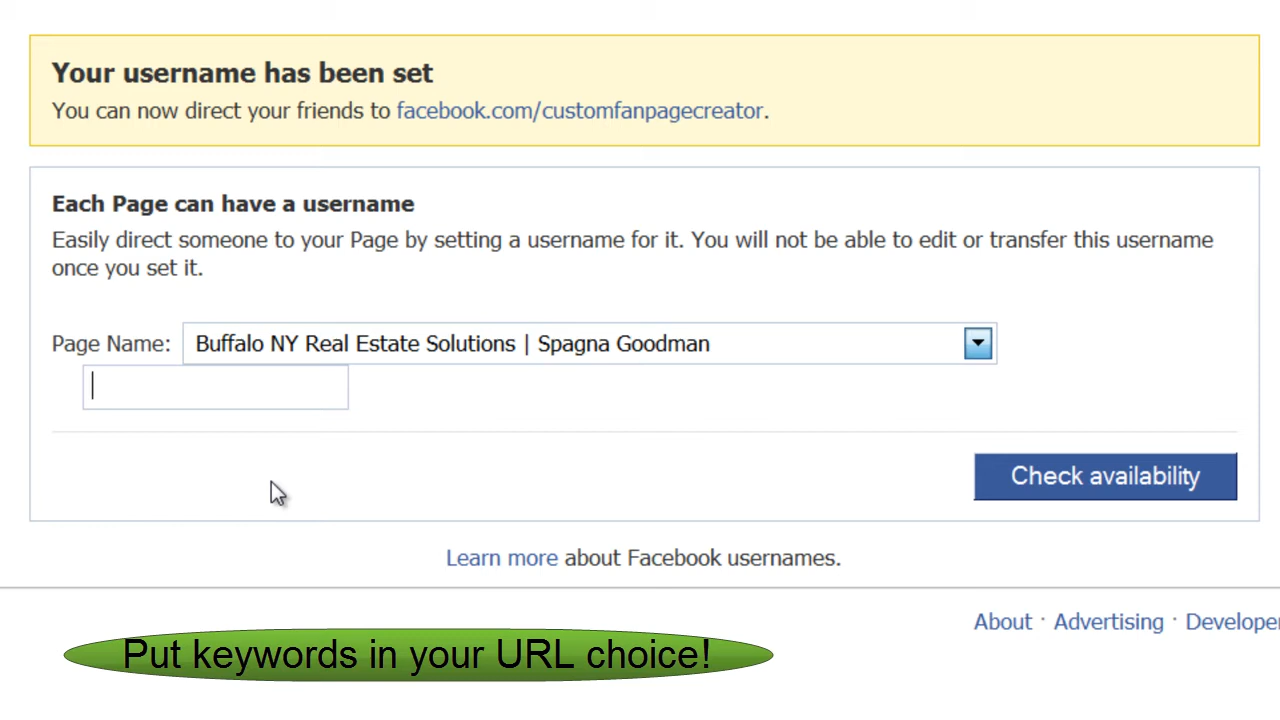 Your username has been set
You can now direct your friends to facebook.com/customfanpagecreator.
Each Page can have a username
Easily direct someone to your Page by setting a username for it. You will not be able to edit or transfer this username
once you set it.
Page Name: Buffalo NY Real Estate Solutions | Spagna Goodman
Check availability
Learn more about Facebook usernames.
About · Advertising · Developer
Put keywords in your URL choice!